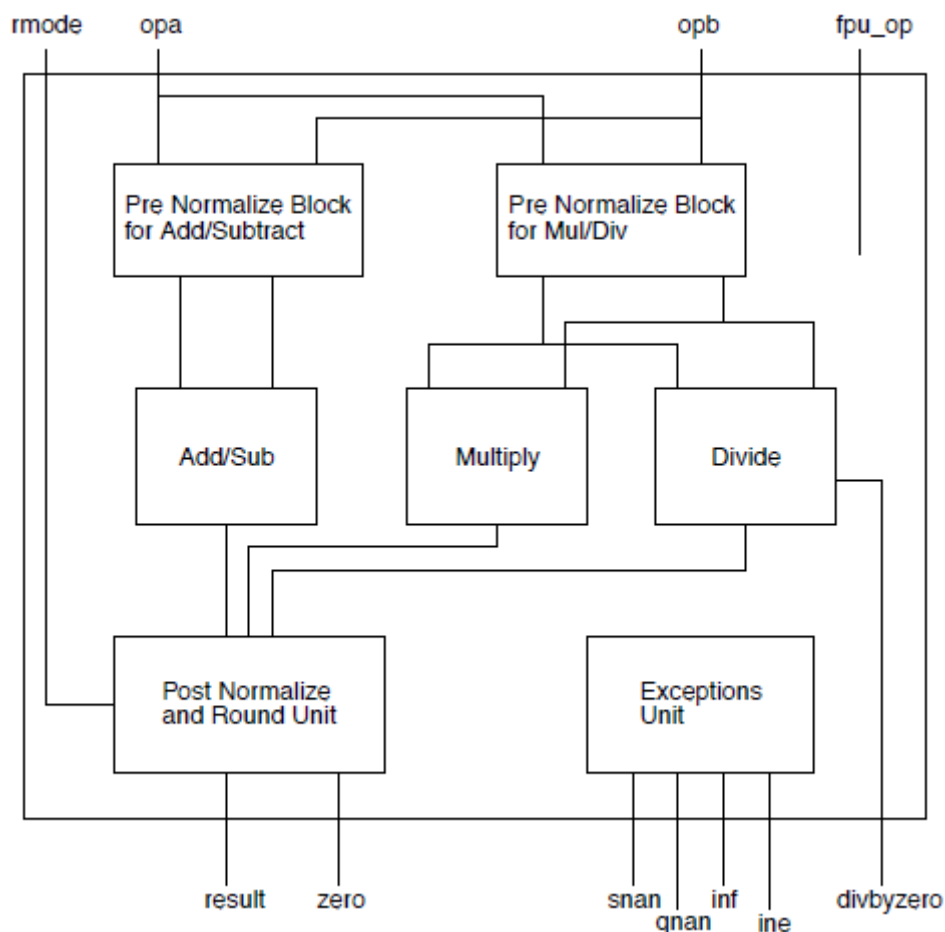 rmode opa opb fpu_op
Pre Normalize Block
for Add/Subtract
Pre Normalize Block
for Mul/Div
Add/Sub
Multiply
Divide
Post Normalize
and Round Unit
Exceptions
Unit
result zero snan qnan inf ine divbyzero